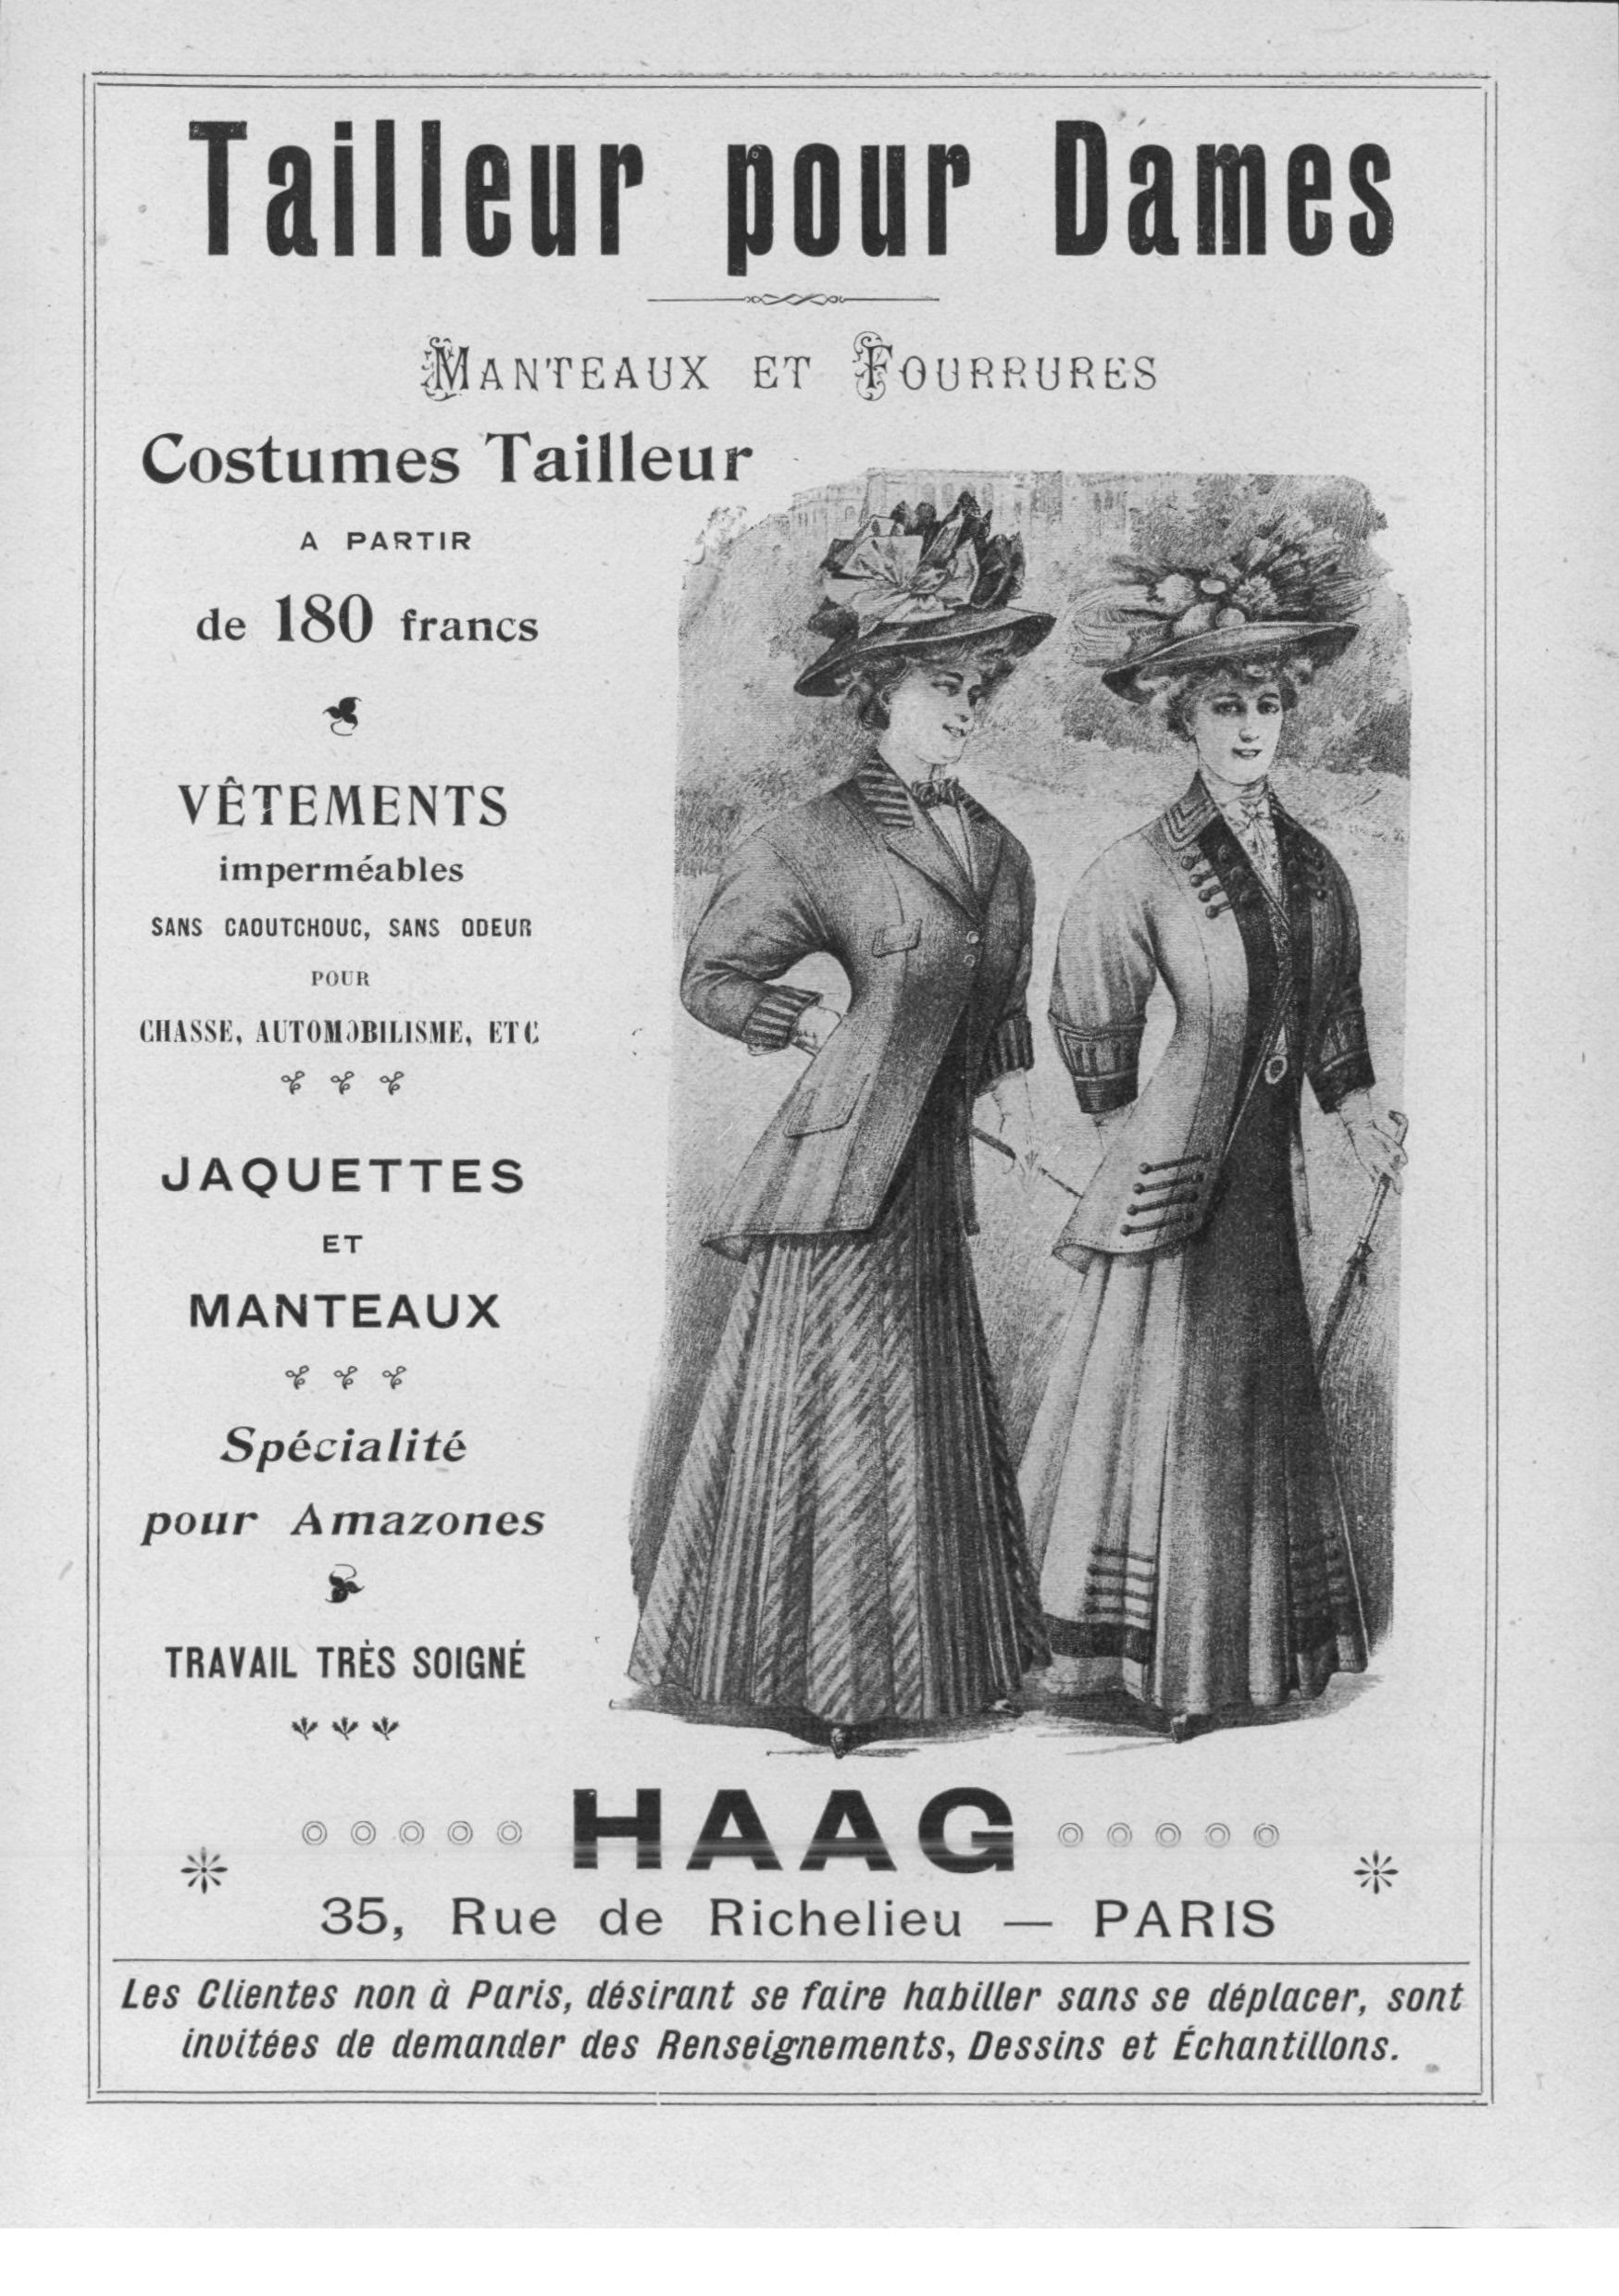 Tailleur pour Dames
MANTEAUX ET FOURRURES
Costumes Tailleur
A PARTIR
de 180 francs
VÊTEMENTS
imperméables
SANS CAOUTCHOUC, SANS ODEUR
POUR
CHASSE, AUTOMOBILISME, ETC
JAQUETTES
ET
MANTEAUX
Spécialité
pour Amazones
TRAVAIL TRÈS SOIGNÉ
HAAG
35, Rue de Richelieu — PARIS
Les Clientes non à Paris, désirant se faire habiller sans se déplacer, sont
invitées de demander des Renseignements, Dessins et Échantillons.